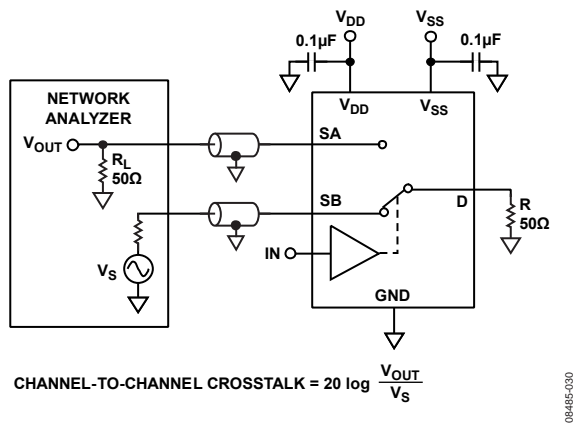 VDD
VSS
0.1µF
0.1µF
VDD
VSS
NETWORK
ANALYZER
VOUT
RL
50Ω
SA
SB
D
R
50Ω
VS
IN
GND
CHANNEL-TO-CHANNEL CROSSTALK = 20 log VOUT
VS
08485-030